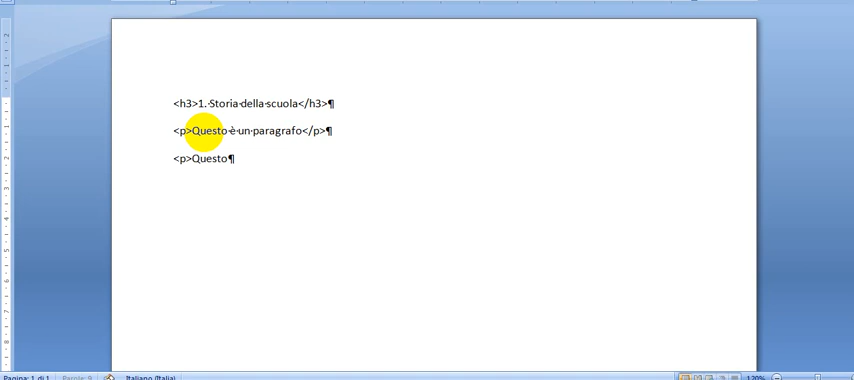 <h3>1.·Storia·della·scuola</h3>¶
<p>Questo·è·un·paragrafo</p>¶
<p>Questo¶
Pagina: 1 di 1 Parole: 9 Italiano (Italia) 120%